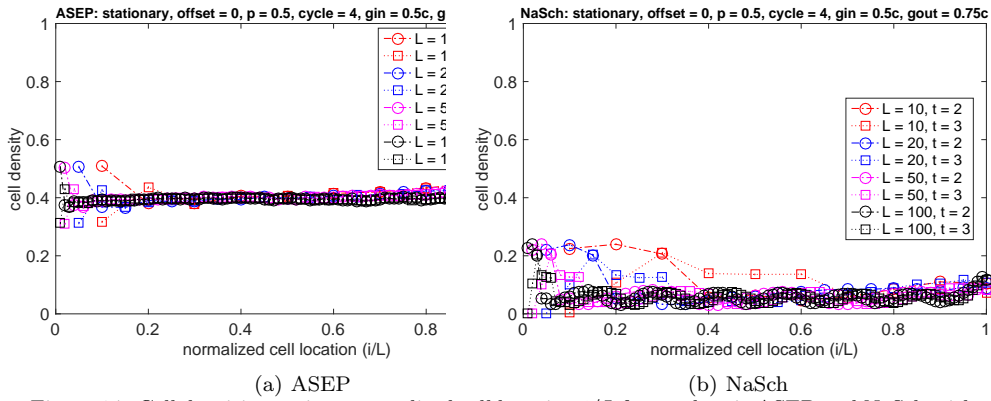 ASEP: stationary, offset = 0, p = 0.5, cycle = 4, gin = 0.5c, g
1
0.8
0.6
0.4
0.2
0
cell density
0
0.2
0.4
0.6
0.8
normalized cell location (i/L)
L = 1
L = 1
L = 2
L = 2
L = 5
L = 5
L = 1
L = 1
(a) ASEP
NaSch: stationary, offset = 0, p = 0.5, cycle = 4, gin = 0.5c, gout = 0.75c
1
0.8
0.6
0.4
0.2
0
cell density
0
0.2
0.4
0.6
0.8
1
normalized cell location (i/L)
L = 10, t = 2
L = 10, t = 3
L = 20, t = 2
L = 20, t = 3
L = 50, t = 2
L = 50, t = 3
L = 100, t = 2
L = 100, t = 3
(b) NaSch